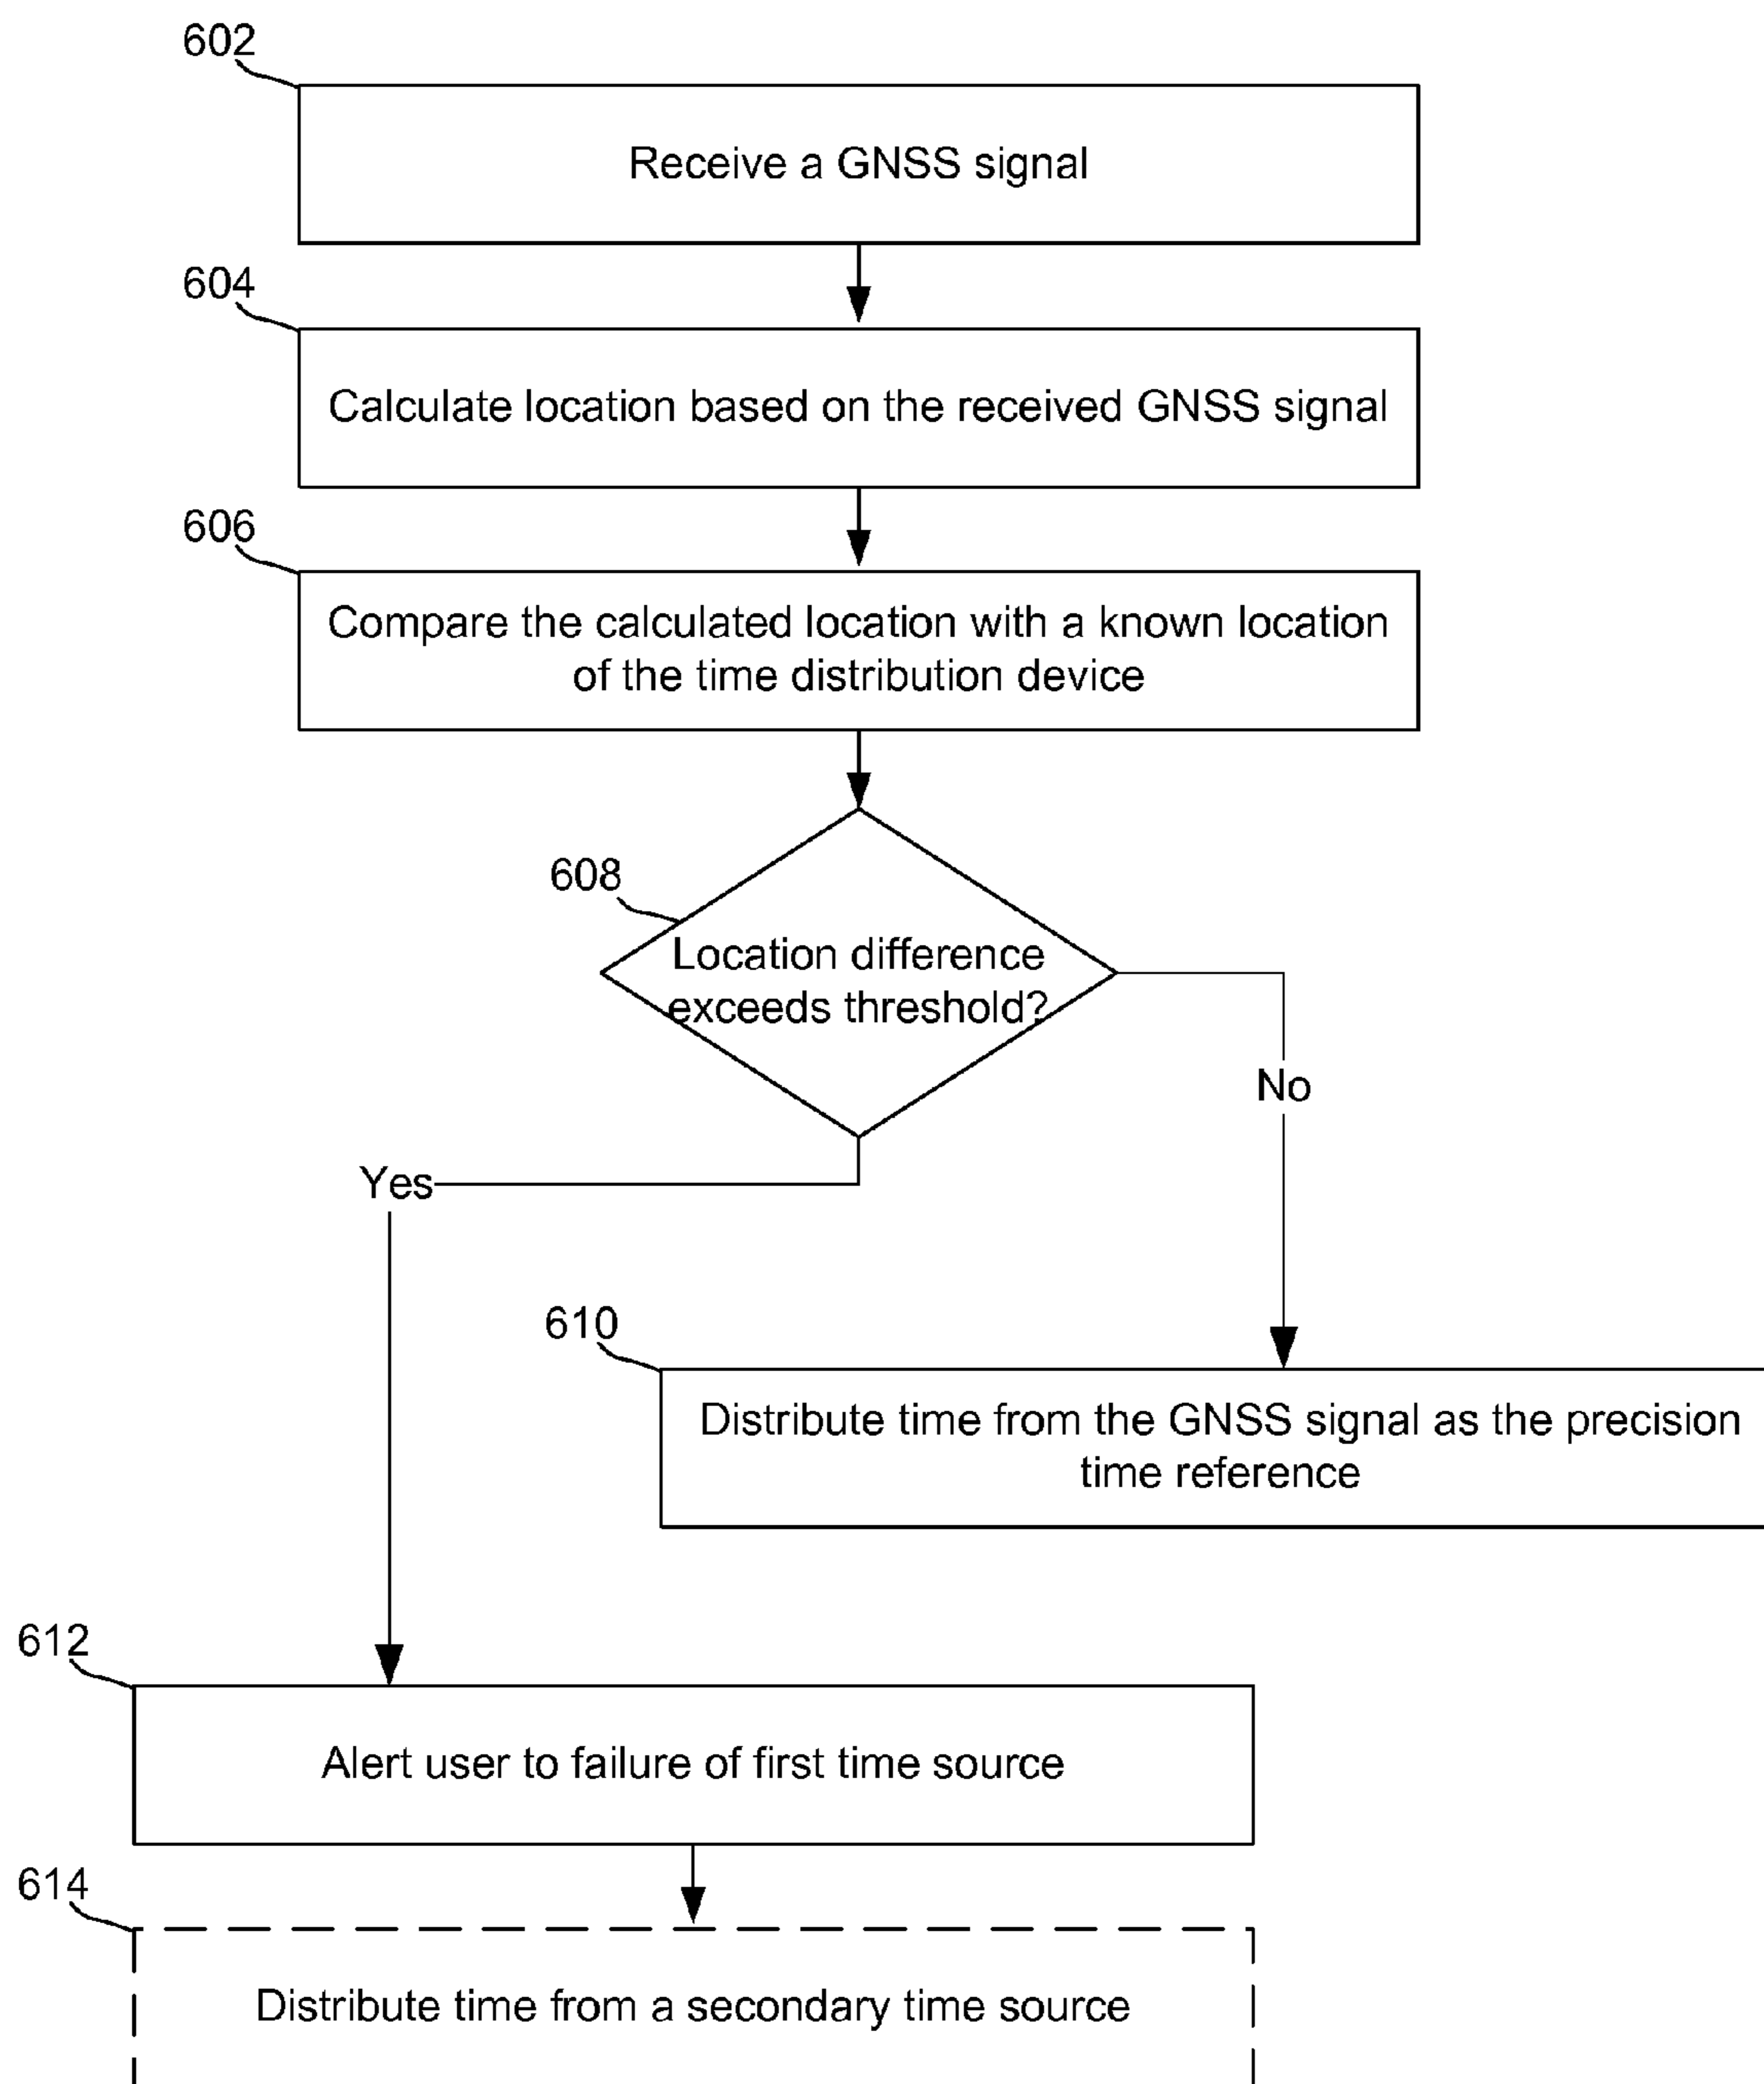 602
Receive a GNSS signal
604
Calculate location based on the received GNSS signal
606
Compare the calculated location with a known location
of the time distribution device
608
Location difference
exceeds threshold?
No
Yes
610
Distribute time from the GNSS signal as the precision
time reference
612
Alert user to failure of first time source
614
Distribute time from a secondary time source